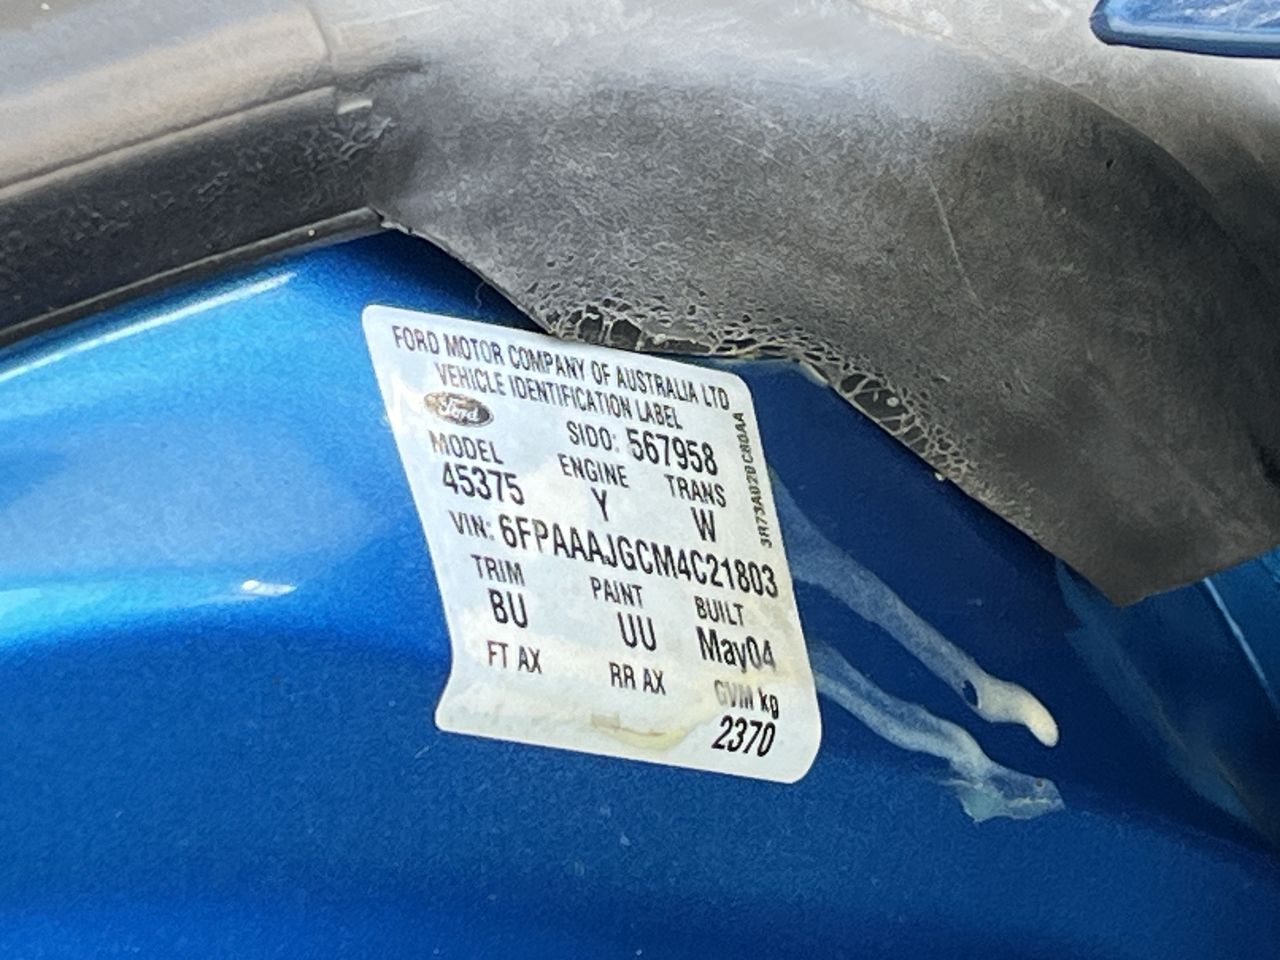 FORD MOTOR COMPANY OF AUSTRALIA LTD
VEHICLE IDENTIFICATION LABEL
Ford
SIDO: 567958
MODEL ENGINE TRANS
45375 Y W
VIN: 6FPAAAJGCM4C21803
TRIM PAINT BUILT
BU UU May04
FT AX RR AX GVM kg
2370